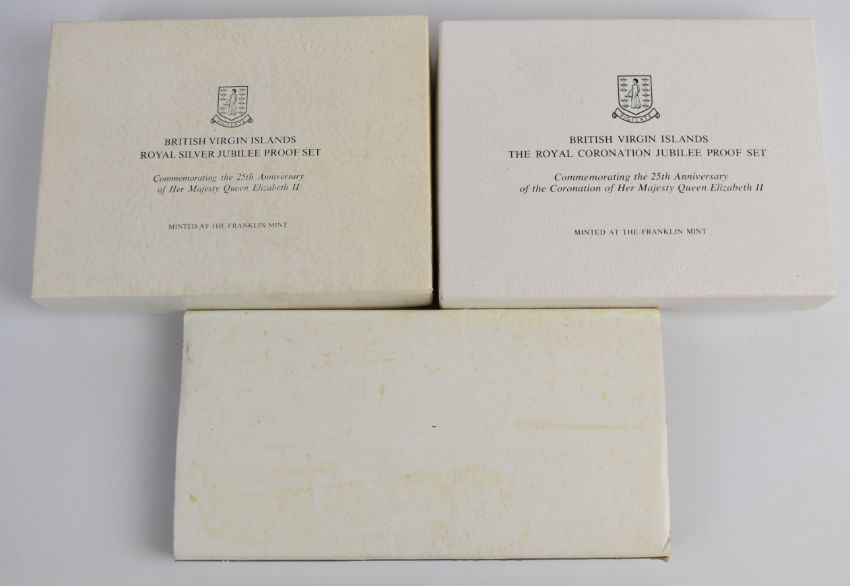 VIGILATE
BRITISH VIRGIN ISLANDS
ROYAL SILVER JUBILEE PROOF SET
Commemorating the 25th Anniversary
of Her Majesty Queen Elizabeth II
MINTED AT THE FRANKLIN MINT
VIGILATE
BRITISH VIRGIN ISLANDS
THE ROYAL CORONATION JUBILEE PROOF SET
Commemorating the 25th Anniversary
of the Coronation of Her Majesty Queen Elizabeth II
MINTED AT THE FRANKLIN MINT